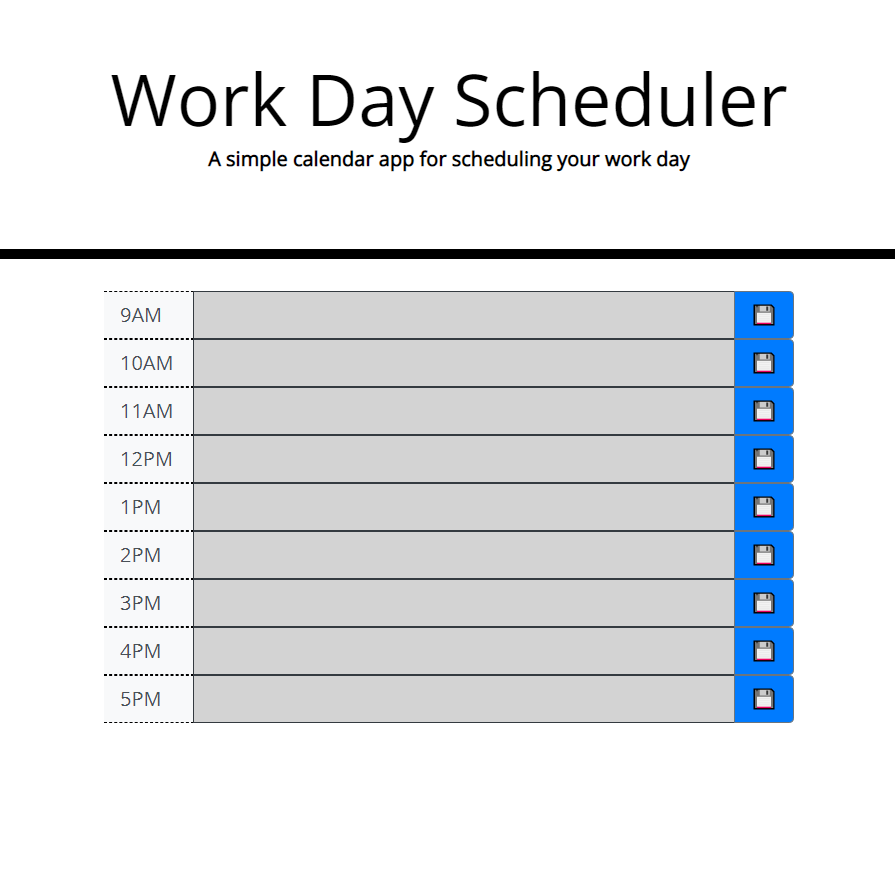 Work Day Scheduler
A simple calendar app for scheduling your work day
9AM
10AM
11AM
12PM
1PM
2PM
3PM
4PM
5PM